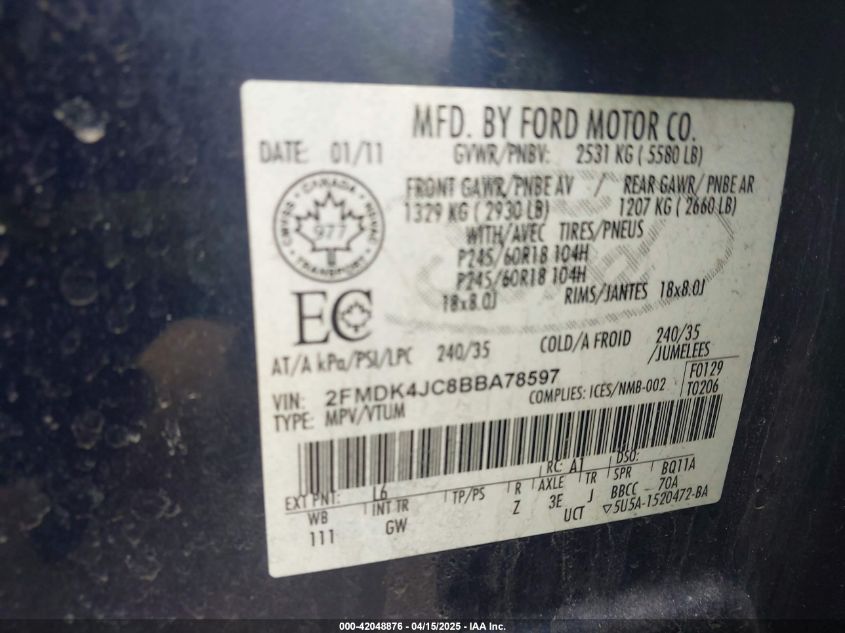 MFD. BY FORD MOTOR CO.
DATE: 01/11 GVWR/PNBV: 2531 KG ( 5580 LB)
FRONT GAWR/PNBE AV / REAR GAWR/ PNBE AR
1329 KG ( 2930 LB) 1207 KG ( 2660 LB)
WITH/AVEC TIRES/PNEUS
P245/60R18 104H
P245/60R18 104H
18x8.0J RIMS/JANTES 18x8.0J
CANADA
TRANSPORT
977
EC
AT/A kPa/PSI/LPC 240/35 COLD/A FROID 240/35
/JUMELEES
VIN: 2FMDK4JC8BBA78597
COMPLIES: ICES/NMB-002
F0129
T0206
TYPE: MPV/VTUM
EXT PNT: L6 RC: A1 DSO:
WB INT TR TP/PS R AXLE TR SPR BQ11A
111 GW Z 3E J BBCC 70A
UCT ▽5U5A-1520472-BA
Ford
000-42048876 - 04/15/2025 - IAA Inc.